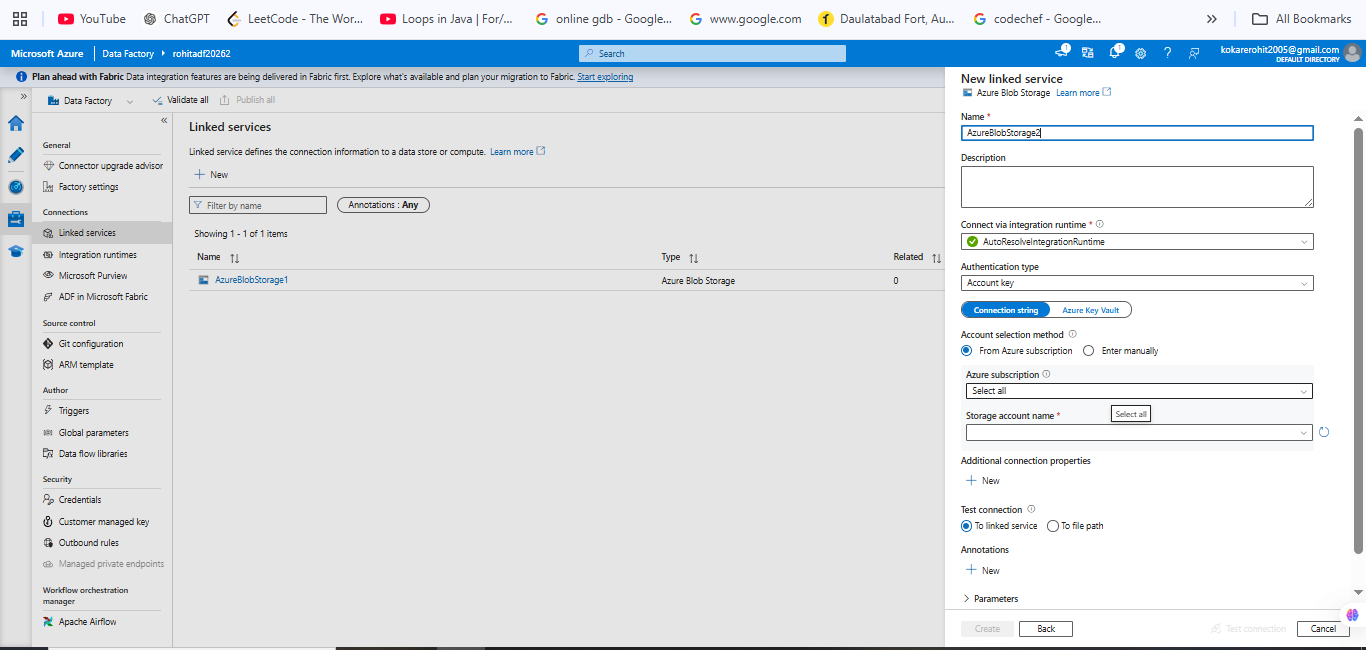 YouTube
ChatGPT
LeetCode - The Wor...
Loops in Java | For/...
online gdb - Google...
www.google.com
Daulatabad Fort, Au...
codechef - Google...
»
All Bookmarks
Microsoft Azure
Data Factory
rohitadf20262
Search
1
1
kokarerohit2005@gmail.com
DEFAULT DIRECTORY
Plan ahead with Fabric Data integration features are being delivered in Fabric first. Explore what's available and plan your migration to Fabric. Start exploring
»
Data Factory
Validate all
Publish all
«
General
Connector upgrade advisor
Factory settings
Connections
Linked services
Integration runtimes
Microsoft Purview
ADF in Microsoft Fabric
Source control
Git configuration
ARM template
Author
Triggers
Global parameters
Data flow libraries
Security
Credentials
Customer managed key
Outbound rules
Managed private endpoints
Workflow orchestration
manager
Apache Airflow
Linked services
Linked service defines the connection information to a data store or compute. Learn more
New
Filter by name
Annotations : Any
Showing 1 - 1 of 1 items
Name
Type
Related
AzureBlobStorage1
Azure Blob Storage
0
New linked service
Azure Blob Storage Learn more
Name *
AzureBlobStorage2
Description
Connect via integration runtime *
AutoResolveIntegrationRuntime
Authentication type
Account key
Connection string
Azure Key Vault
Account selection method
From Azure subscription
Enter manually
Azure subscription
Select all
Storage account name *
Select all
Additional connection properties
New
Test connection
To linked service
To file path
Annotations
New
Parameters
Create
Back
Test connection
Cancel